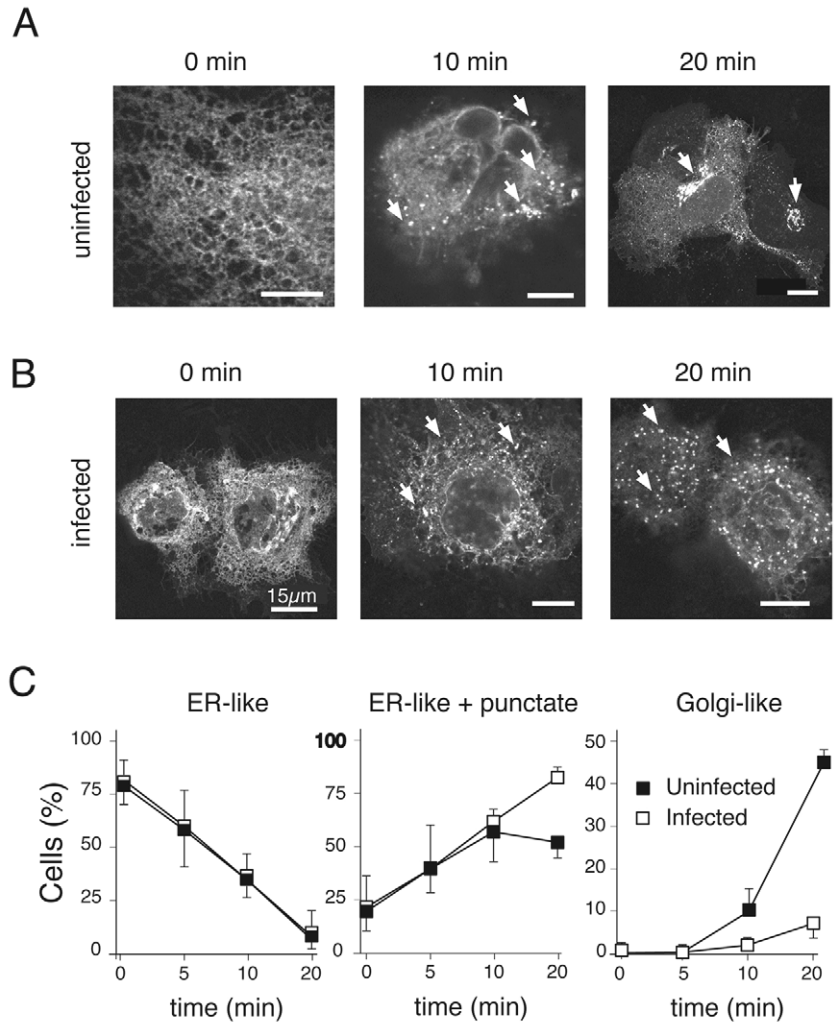 A
0 min 10 min 20 min
uninfected
B
0 min 10 min 20 min
infected
15µm
C
ER-like ER-like + punctate Golgi-like
Cells (%)
100
75
50
25
0
0 5 10 20
time (min)
100
75
50
25
0
0 5 10 20
time (min)
50
40
30
20
10
0
Uninfected
Infected
0 5 10 20
time (min)